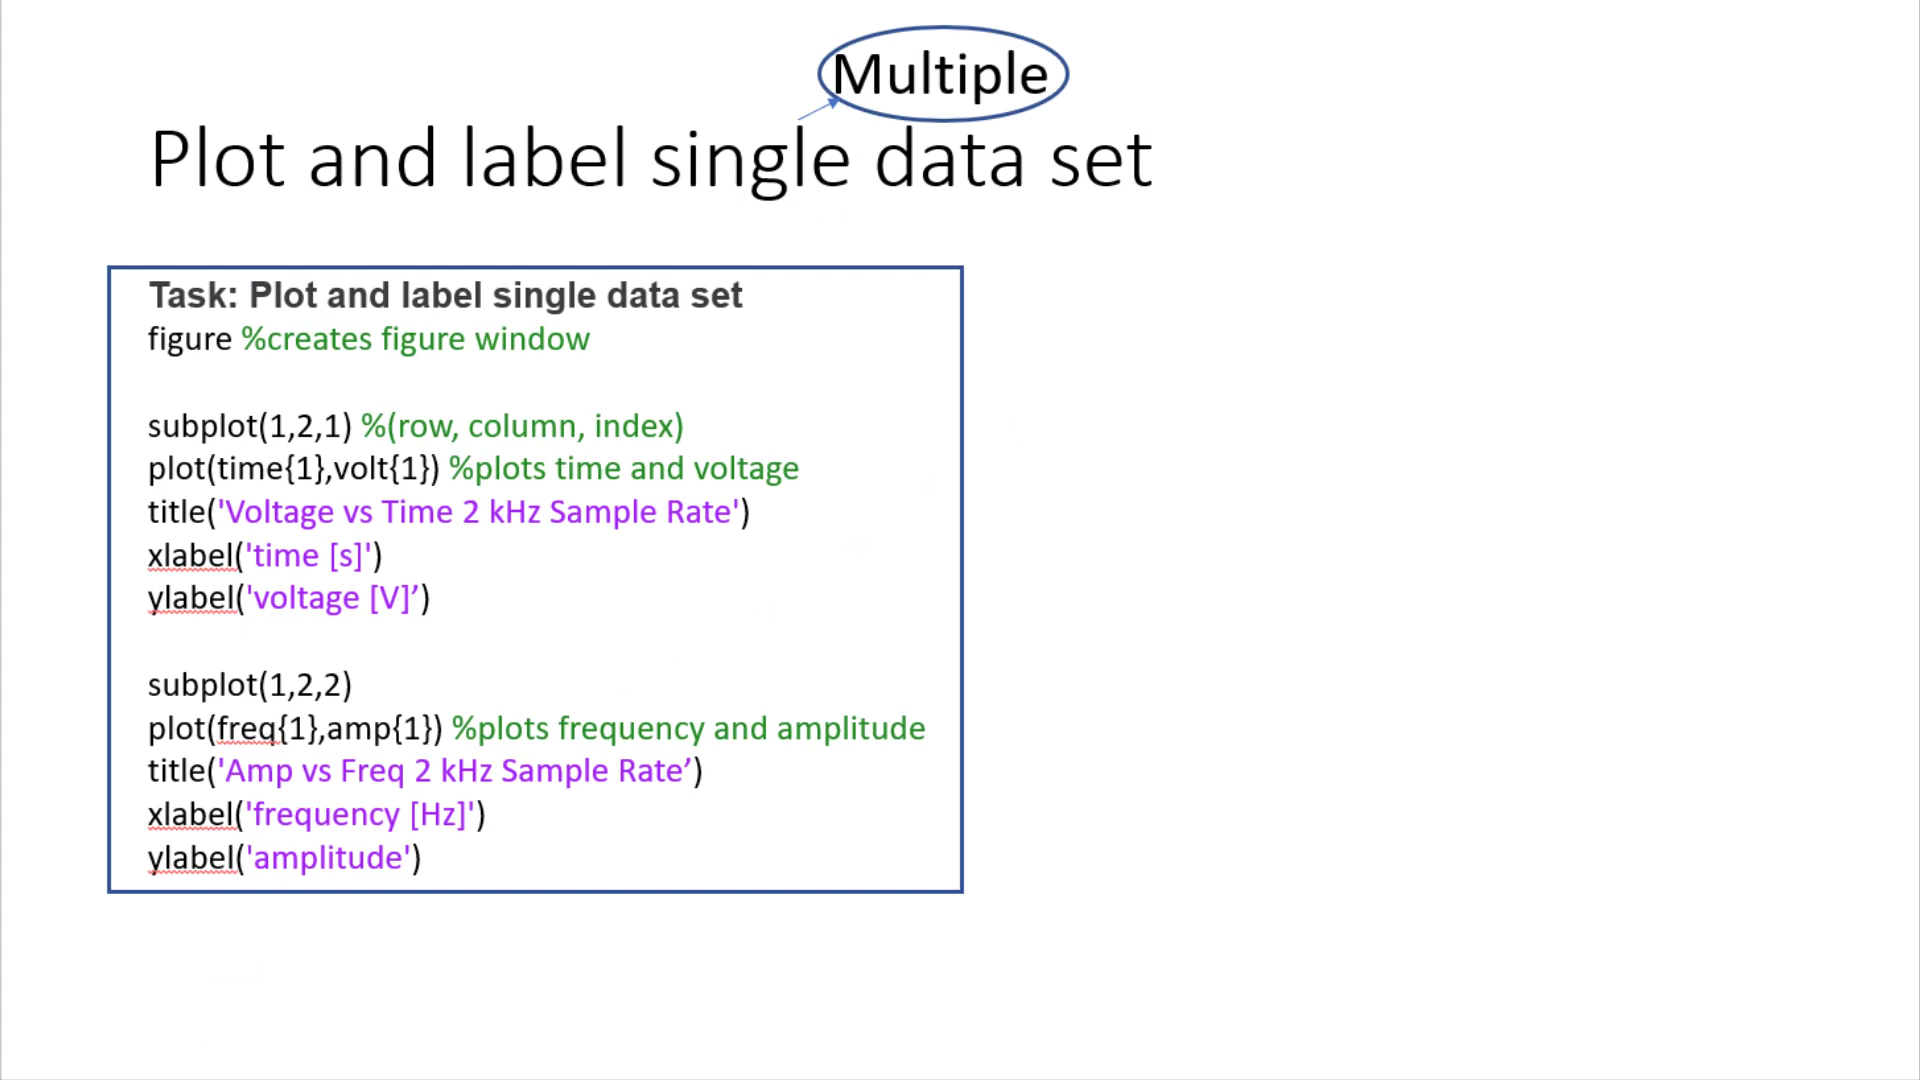 Multiple
Plot and label single data set
Task: Plot and label single data set
figure %creates figure window
subplot(1,2,1) %(row, column, index)
plot(time{1},volt{1}) %plots time and voltage
title('Voltage vs Time 2 kHz Sample Rate')
xlabel('time [s]')
ylabel('voltage [V]’)
subplot(1,2,2)
plot(freq{1},amp{1}) %plots frequency and amplitude
title('Amp vs Freq 2 kHz Sample Rate’)
xlabel('frequency [Hz]')
ylabel('amplitude')